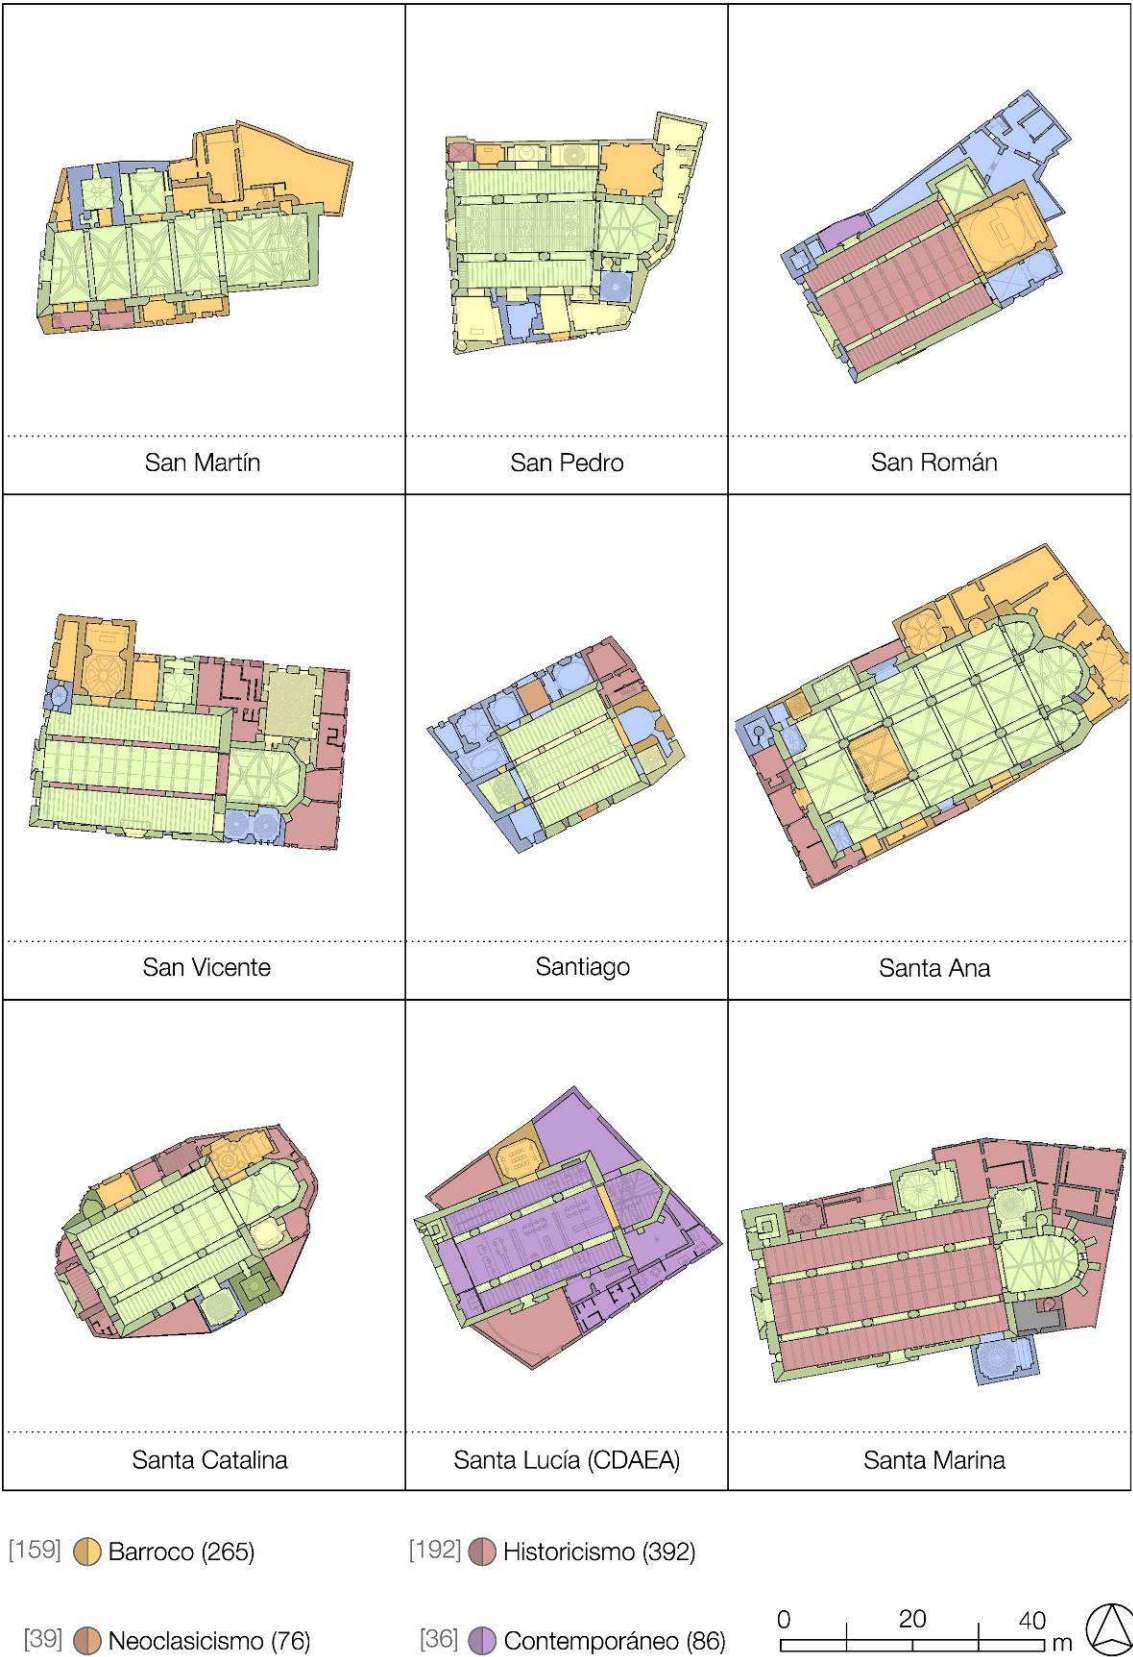 San Martín
San Pedro
San Román
San Vicente
Santiago
Santa Ana
Santa Catalina
Santa Lucía (CDAEA)
Santa Marina
[159] Barroco (265)
[192] Historicismo (392)
[39] Neoclasicismo (76)
[36] Contemporáneo (86)
0 20 40 m